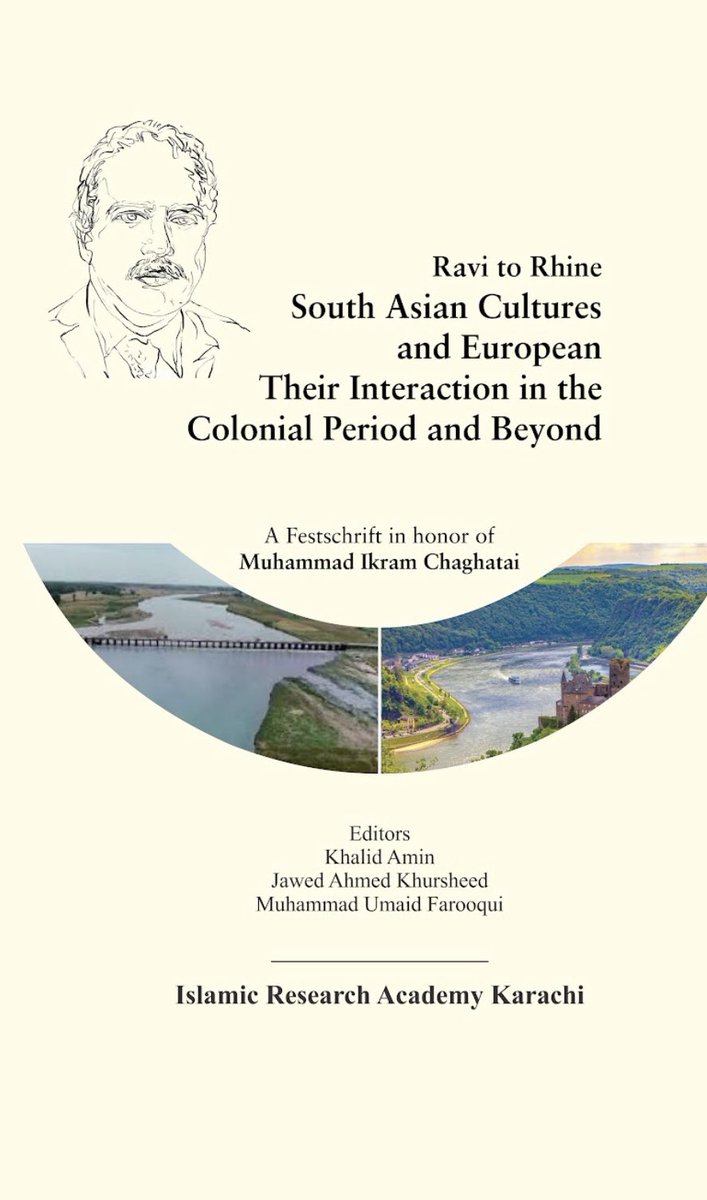 Ravi to Rhine
South Asian Cultures
and European
Their Interaction in the
Colonial Period and Beyond
A Festschrift in honor of
Muhammad Ikram Chaghatai
Editors
Khalid Amin
Jawed Ahmed Khursheed
Muhammad Umaid Farooqui
Islamic Research Academy Karachi